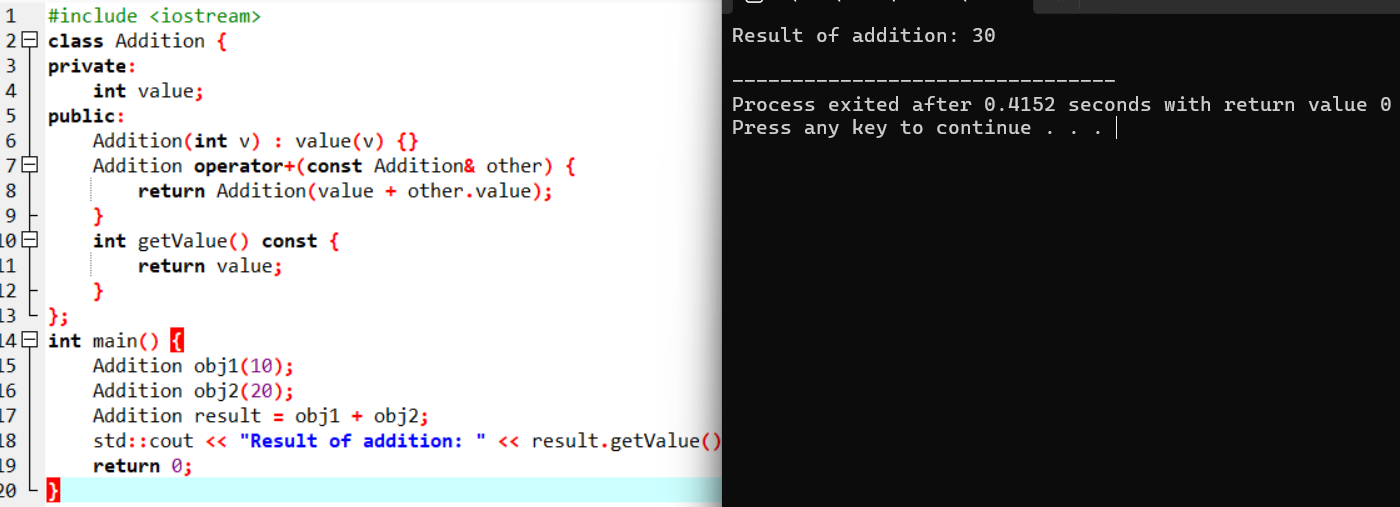 1 #include <iostream>
2 class Addition {
3 private:
4 int value;
5 public:
6 Addition(int v) : value(v) {}
7 Addition operator+(const Addition& other) {
8 return Addition(value + other.value);
9 }
10 int getValue() const {
11 return value;
12 }
13 };
14 int main() {
15 Addition obj1(10);
16 Addition obj2(20);
17 Addition result = obj1 + obj2;
18 std::cout << "Result of addition: " << result.getValue()
19 return 0;
20 }
Result of addition: 30
--------------------------------
Process exited after 0.4152 seconds with return value 0
Press any key to continue . . .